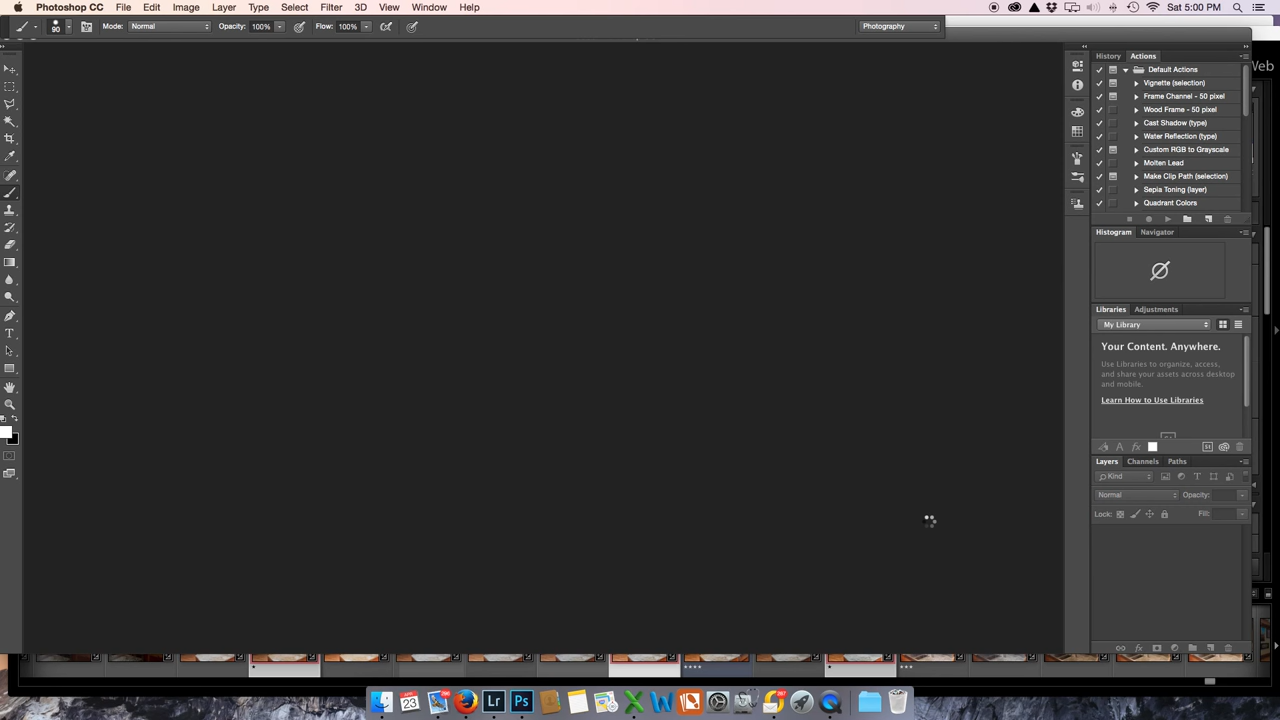 Photoshop CC File Edit Image Layer Type Select Filter 3D View Window Help Sat 5:00 PM
90 Mode: Normal Opacity: 100% Flow: 100% Photography
Web
History Actions
Default Actions
Vignette (selection)
Frame Channel - 50 pixel
Wood Frame - 50 pixel
Cast Shadow (type)
Water Reflection (type)
Custom RGB to Grayscale
Molten Lead
Make Clip Path (selection)
Sepia Toning (layer)
Quadrant Colors
Histogram Navigator
Libraries Adjustments
My Library
Your Content. Anywhere.
Use Libraries to organize, access,
and share your assets across desktop
and mobile.
Learn How to Use Libraries
Layers Channels Paths
Kind
Normal Opacity:
Lock: Fill:
APR
23
Lr Ps